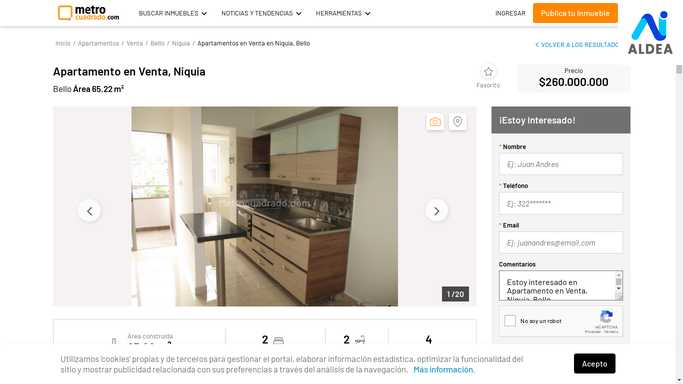 metro
cuadrado.com
BUSCAR INMUEBLES
NOTICIAS Y TENDENCIAS
HERRAMIENTAS
INGRESAR
Publica tu Inmueble
AI
ALDEA
Inicio / Apartamentos / Venta / Bello / Niquia / Apartamentos en Venta en Niquia, Bello
VOLVER A LOS RESULTADO
Apartamento en Venta, Niquia
Bello Área 65.22 m²
Favorito
Precio
$260.000.000
Metrocuadrado.com
1 / 20
¡Estoy Interesado!
* Nombre
Ej: Juan Andres
* Teléfono
Ej: 322*******
* Email
Ej: juanandres@email.com
Comentarios
Estoy interesado en
Apartamento en Venta,
Niquia, Bello
No soy un robot
reCAPTCHA
Privacidad - Términos
Área construida
2
2
4
Utilizamos 'cookies' propias y de terceros para gestionar el portal, elaborar información estadística, optimizar la funcionalidad del
sitio y mostrar publicidad relacionada con sus preferencias a través del análisis de la navegación. Más información.
Acepto